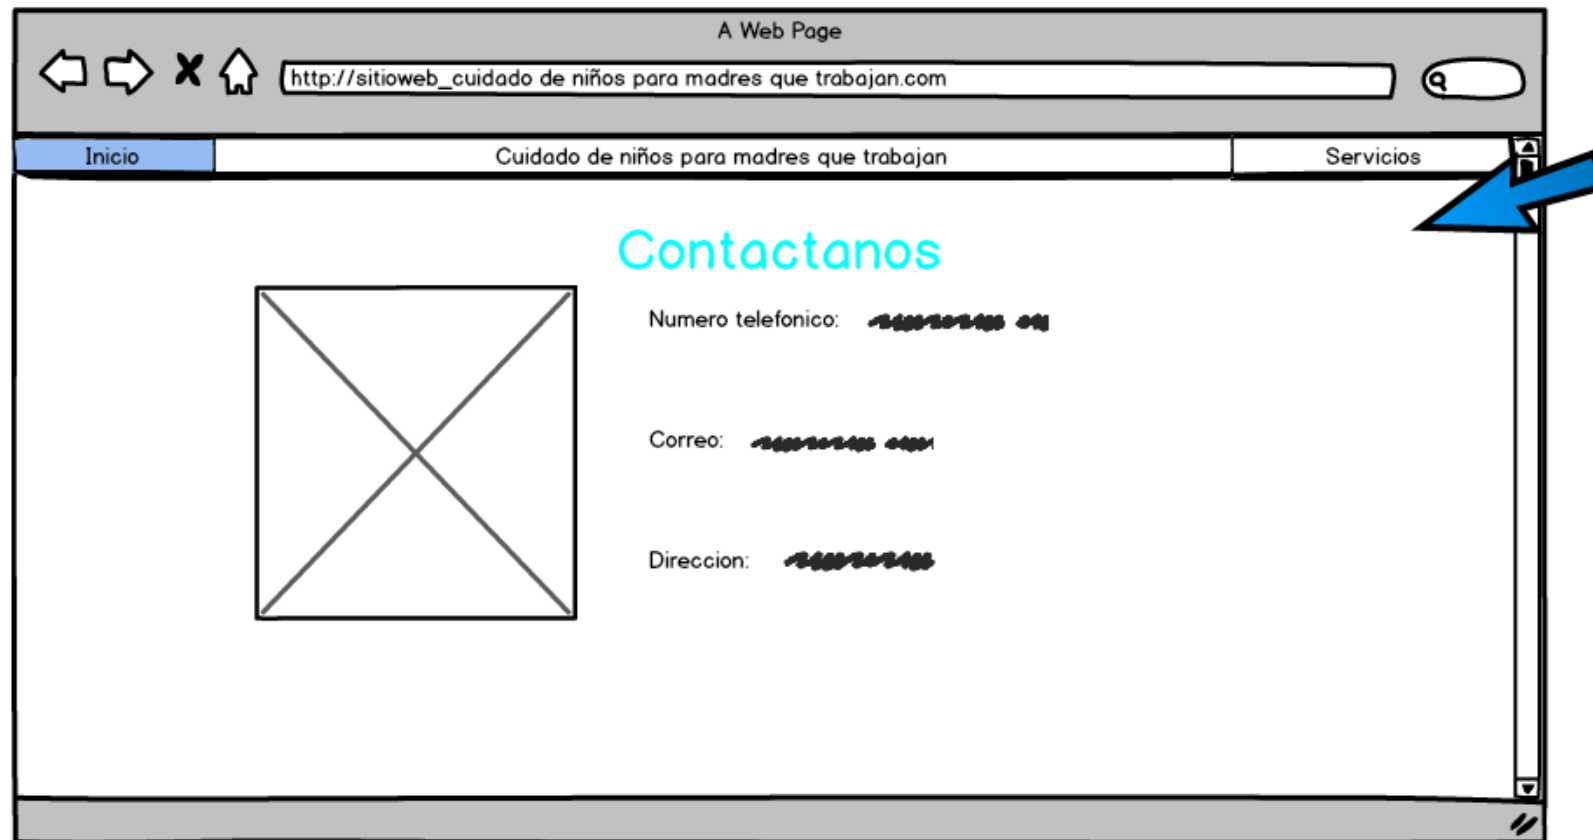 A Web Page
http://sitioweb_cuidado de niños para madres que trabajan.com
Inicio Cuidado de niños para madres que trabajan Servicios
Contactanos
Numero telefonico:
Correo:
Direccion: